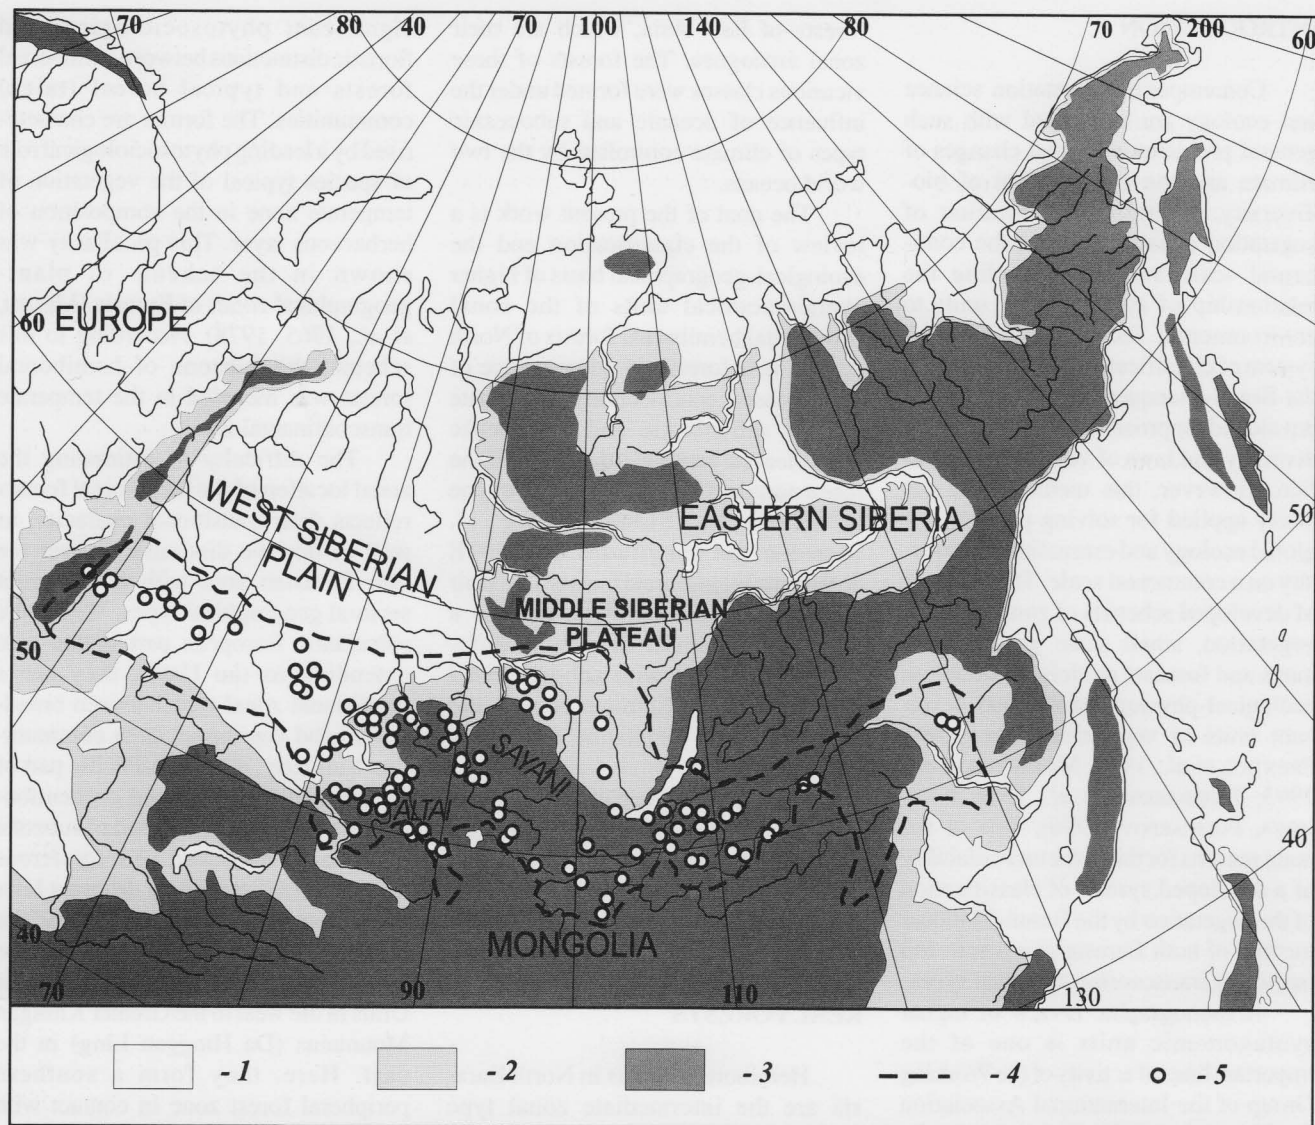 70 80 40 70 100 140 80 70 200 60
60 EUROPE
WEST SIBERIAN
PLAIN
EASTERN SIBERIA
50
MIDDLE SIBERIAN
PLATEAU
50
SAYANI
ALTAI
40
MONGOLIA
40
70 90 110 130
- 1 - 2 - 3 - 4 - 5